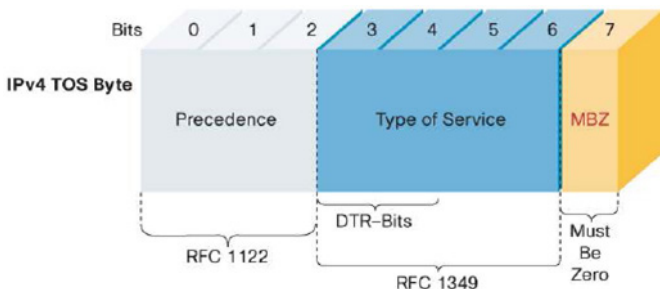 Bits 0 1 2 3 4 5 6 7
IPv4 TOS Byte
Precedence Type of Service MBZ
DTR–Bits
Must
Be
Zero
RFC 1122
RFC 1349